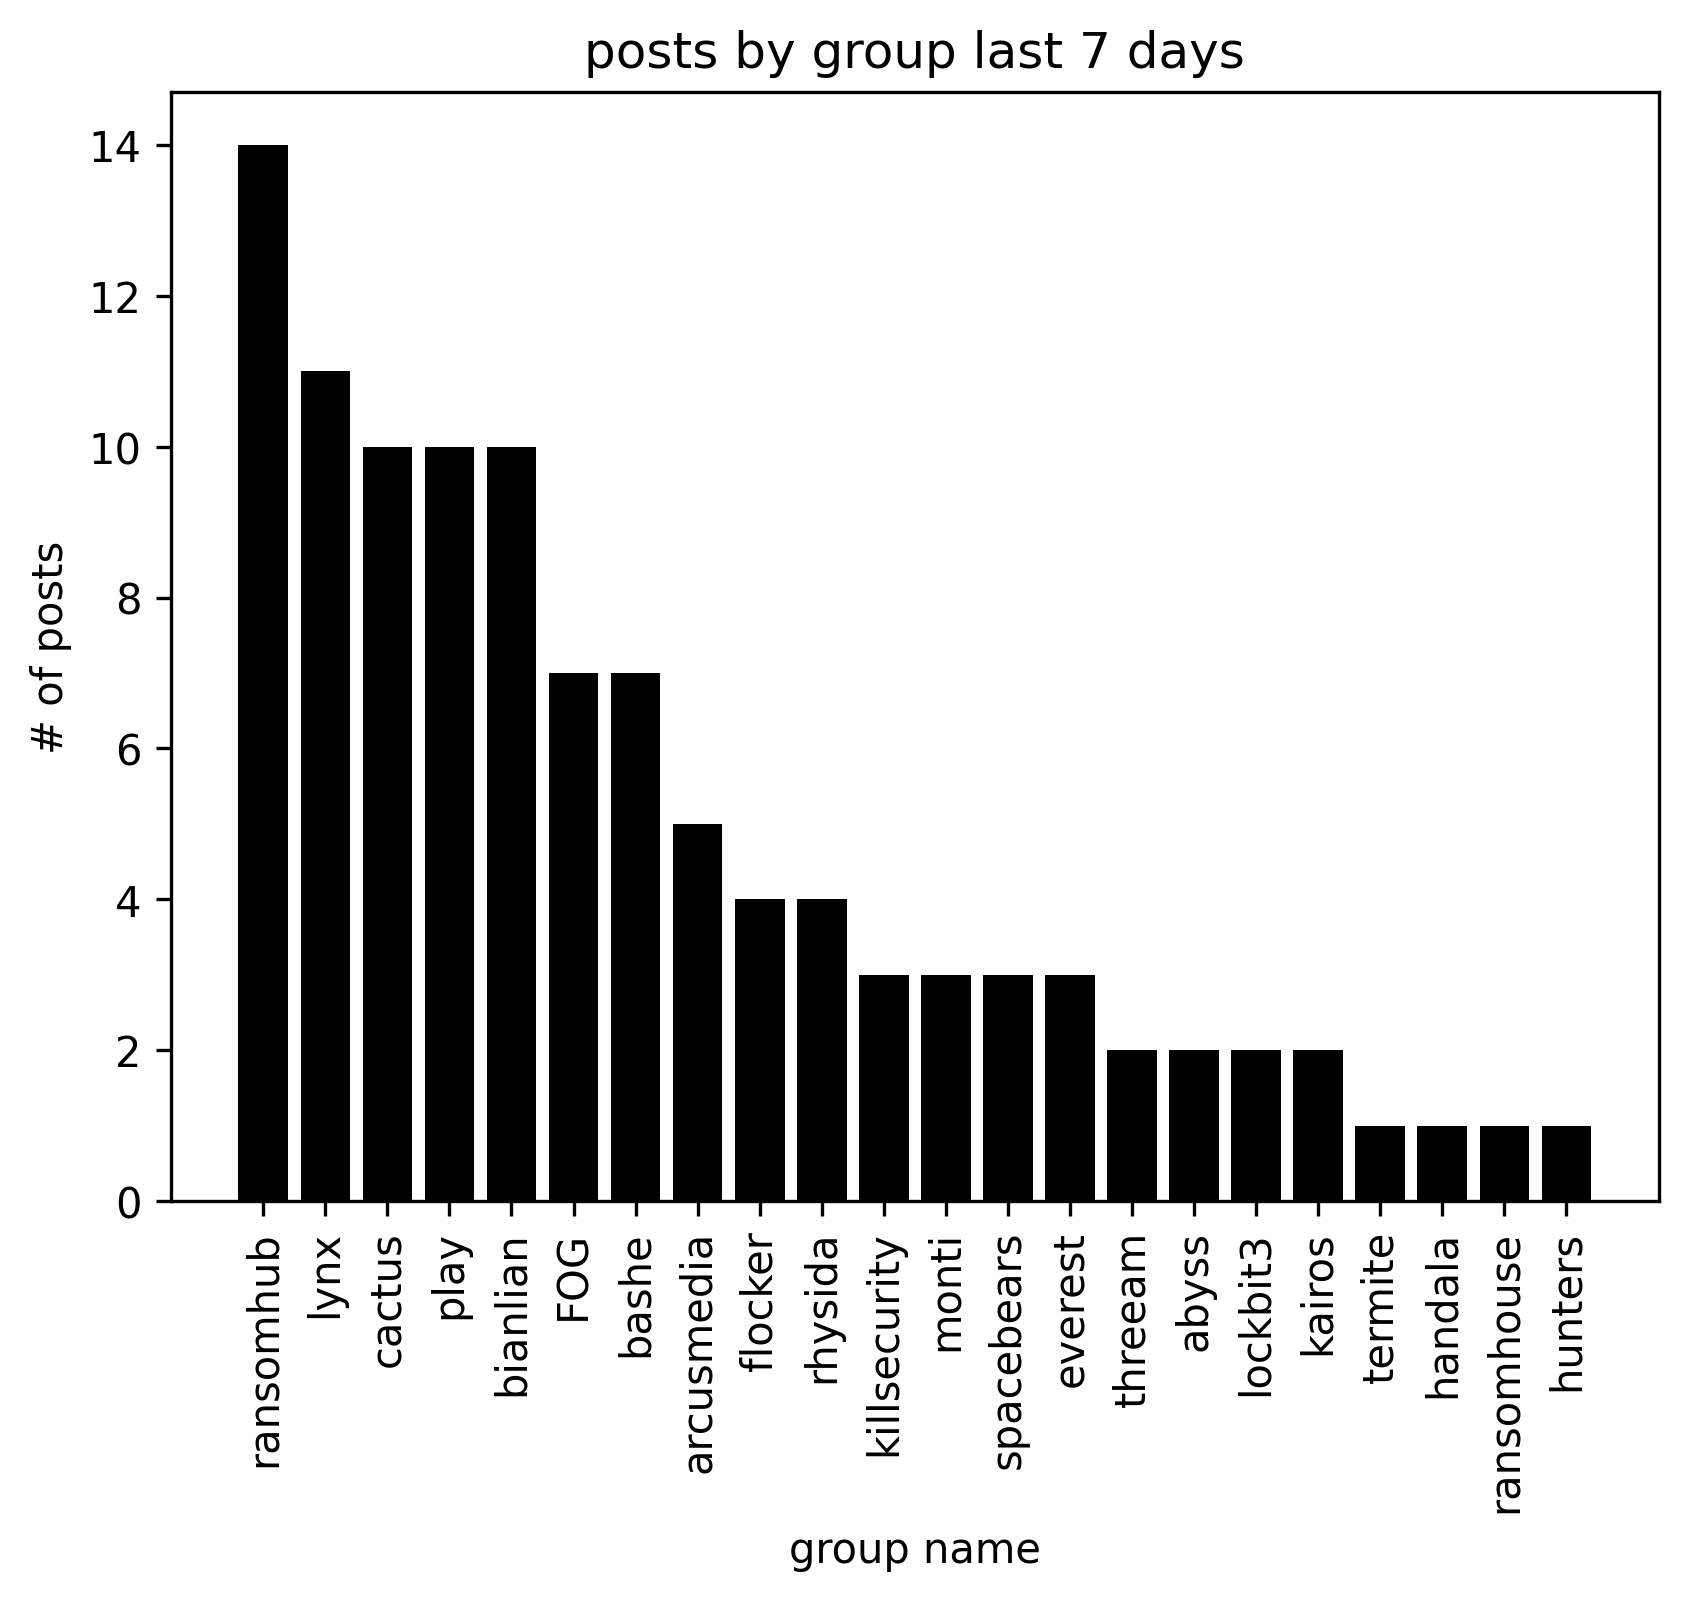 posts by group last 7 days
# of posts
14
12
10
8
6
4
2
0
ransomhub
lynx
cactus
play
bianlian
FOG
bashe
arcusmedia
flocker
rhysida
killsecurity
monti
spacebears
everest
threeam
abyss
lockbit3
kairos
termite
handala
ransomhouse
hunters
group name